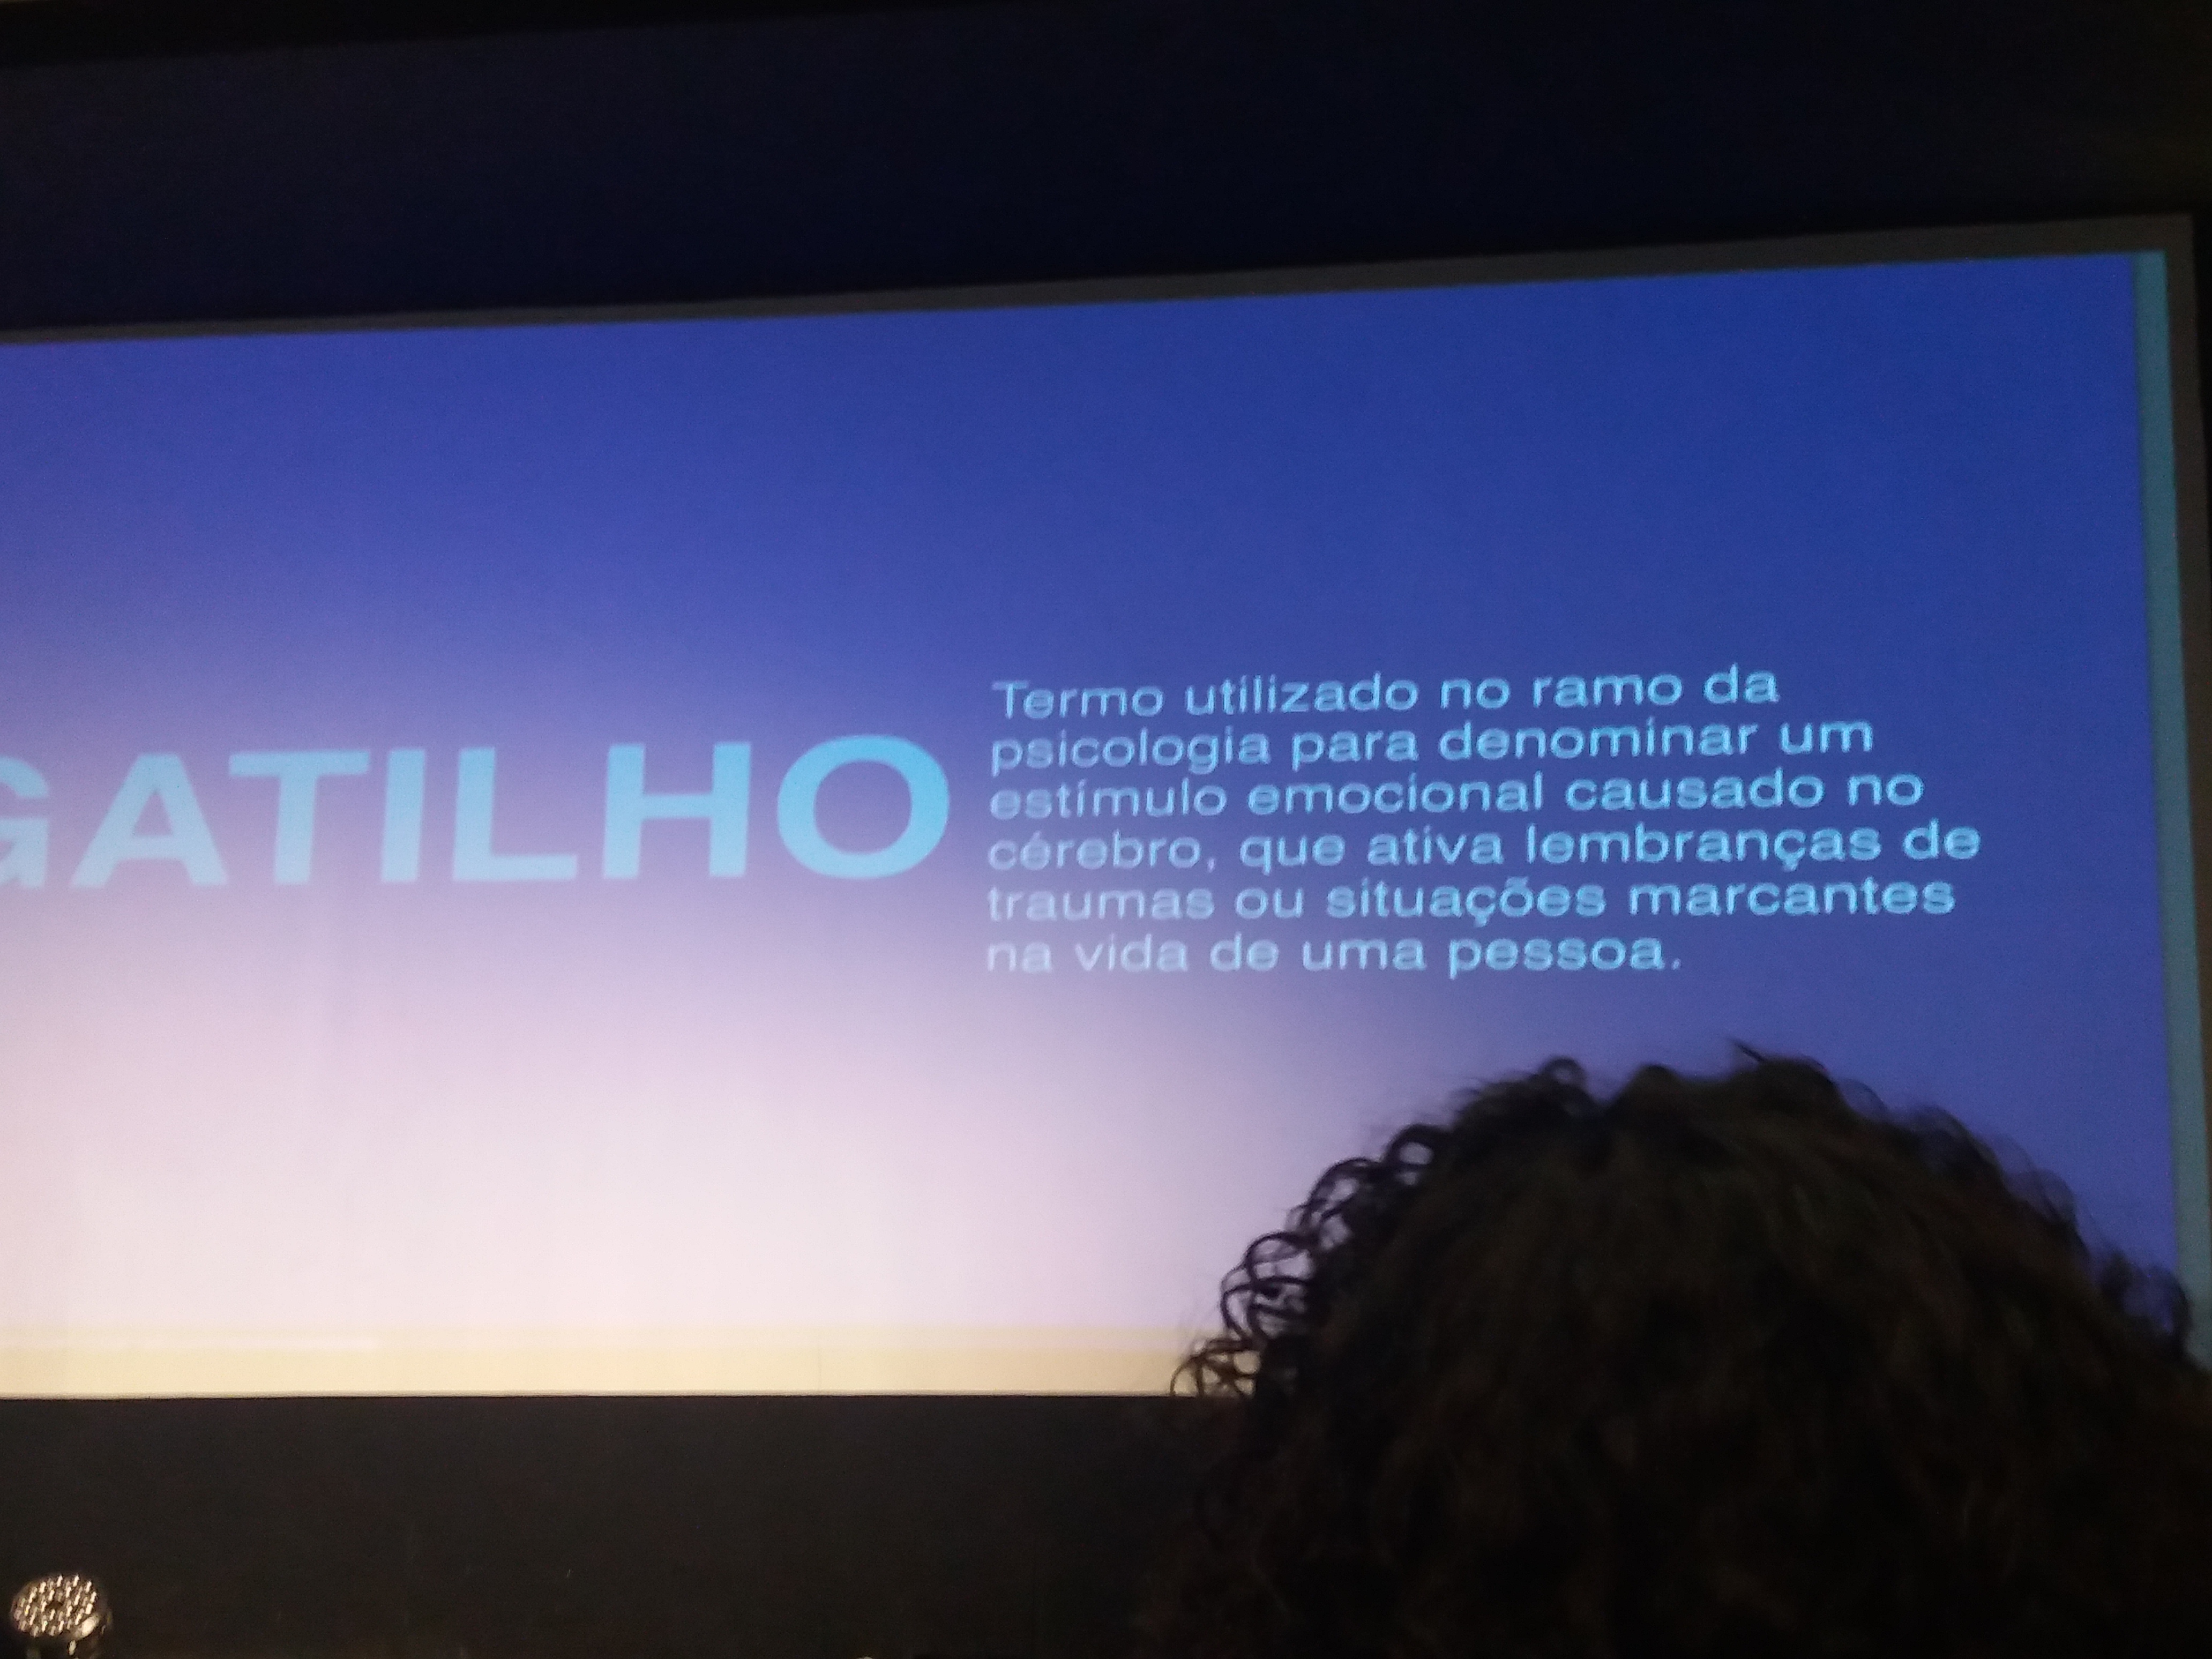 GATILHO
Termo utilizado no ramo da
psicologia para denominar um
estímulo emocional causado no
cérebro, que ativa lembranças de
traumas ou situações marcantes
na vida de uma pessoa.